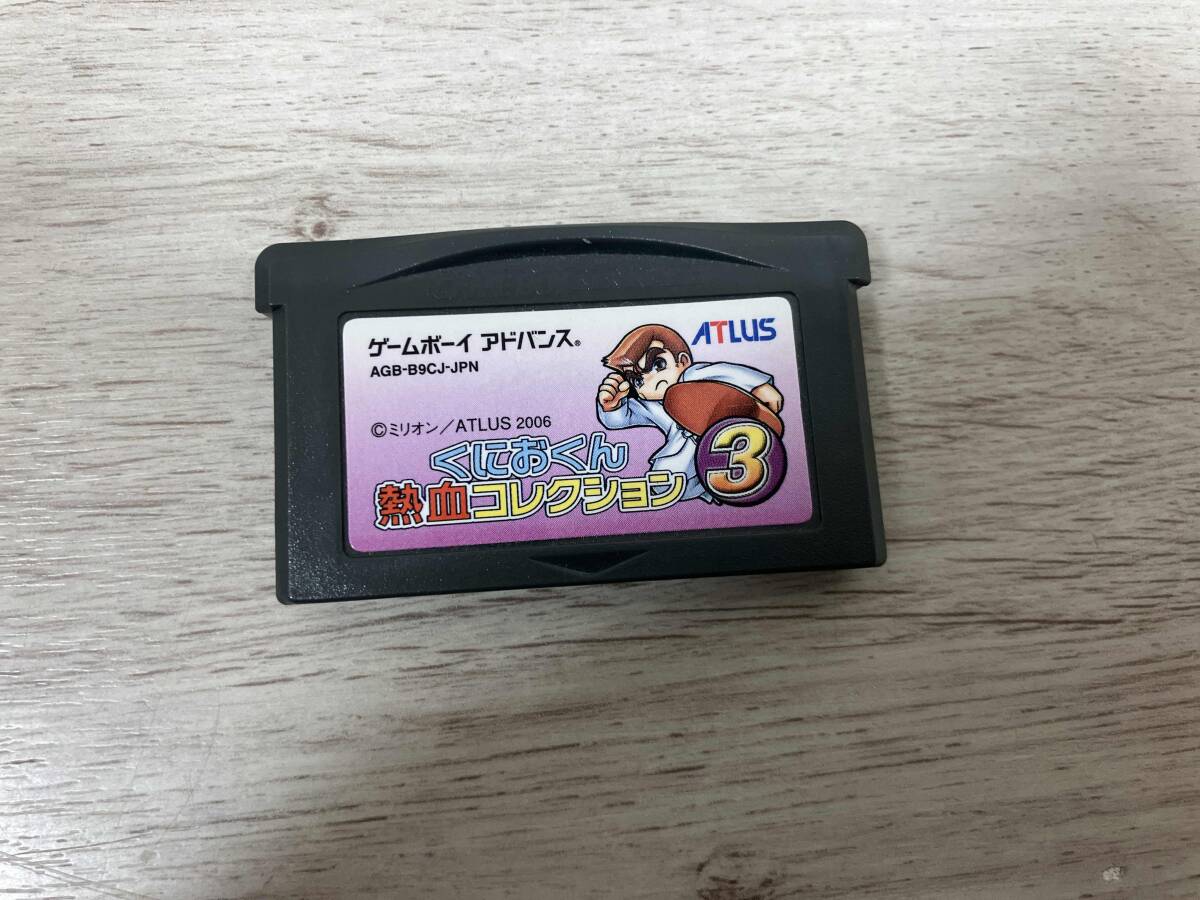 ゲームボーイ アドバンス®
AGB-B9CJ-JPN
ATLUS
©ミリオン/ATLUS 2006
くにおくん
熱血コレクション
3